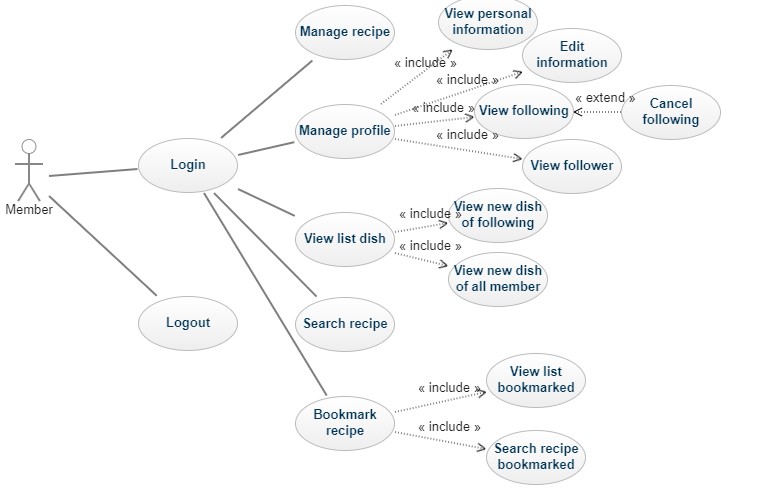 View personal
information
Manage recipe
Edit
information
« include »
« include »
« extend »
« include »
View following
Cancel
following
Manage profile
« include »
Login
View follower
Member
« include »
View new dish
of following
View list dish
« include »
View new dish
of all member
Logout
Search recipe
View list
bookmarked
« include »
Bookmark
recipe
« include »
Search recipe
bookmarked